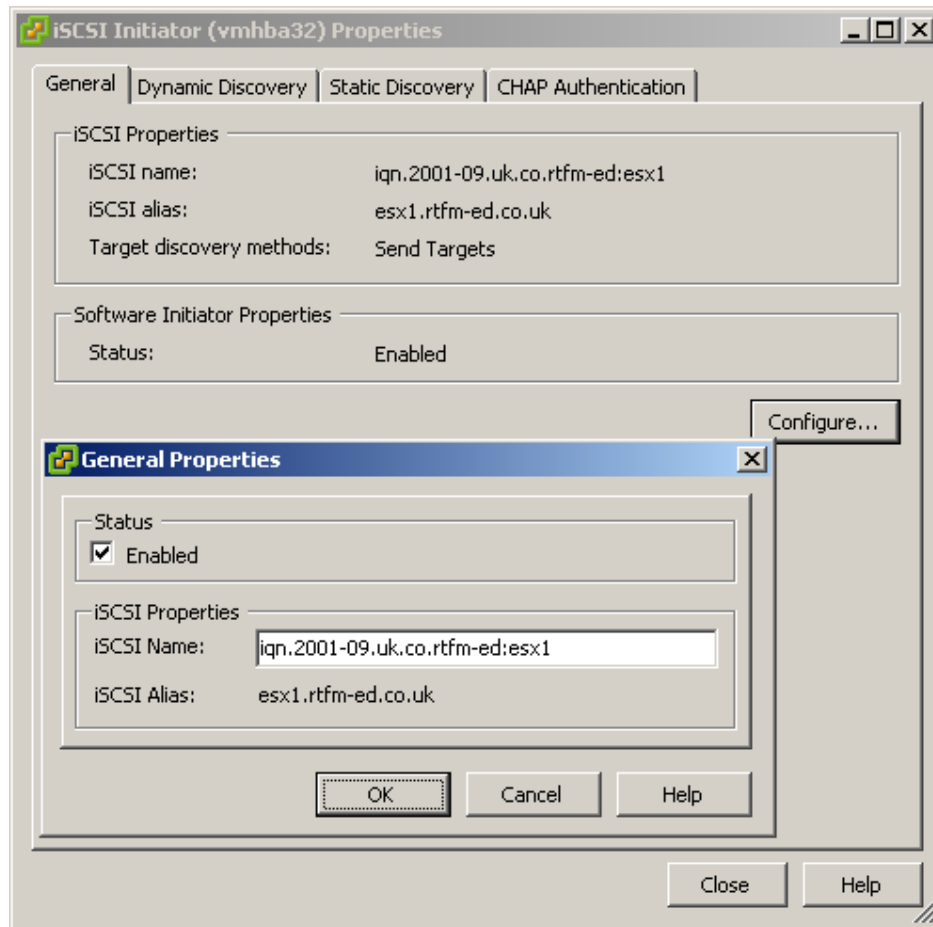 iSCSI Initiator (vmhba32) Properties
General Dynamic Discovery Static Discovery CHAP Authentication
iSCSI Properties
iSCSI name: iqn.2001-09.uk.co.rtfm-ed:esx1
iSCSI alias: esx1.rtfm-ed.co.uk
Target discovery methods: Send Targets
Software Initiator Properties
Status: Enabled
Configure...
General Properties
Status
Enabled
iSCSI Properties
iSCSI Name: iqn.2001-09.uk.co.rtfm-ed:esx1
iSCSI Alias: esx1.rtfm-ed.co.uk
OK Cancel Help
Close Help